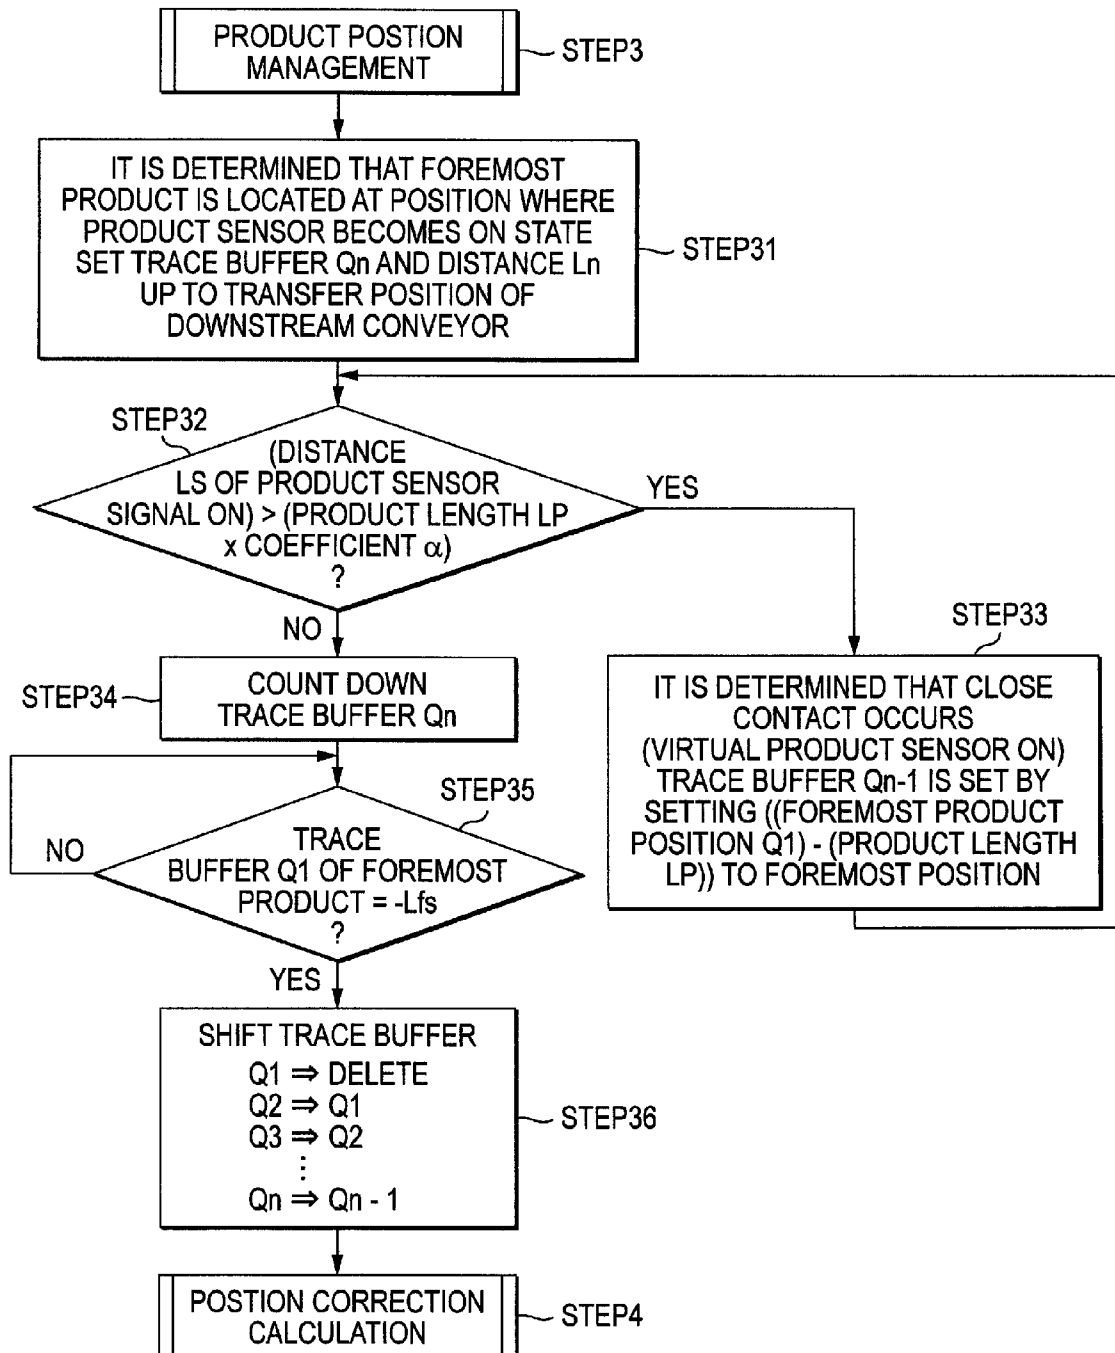 PRODUCT POSTION
MANAGEMENT
STEP3
IT IS DETERMINED THAT FOREMOST
PRODUCT IS LOCATED AT POSITION WHERE
PRODUCT SENSOR BECOMES ON STATE
SET TRACE BUFFER Qn AND DISTANCE Ln
UP TO TRANSFER POSITION OF
DOWNSTREAM CONVEYOR
STEP31
STEP32
(DISTANCE
LS OF PRODUCT SENSOR
SIGNAL ON) > (PRODUCT LENGTH LP
x COEFFICIENT α)
?
YES
NO
STEP33
IT IS DETERMINED THAT CLOSE
CONTACT OCCURS
(VIRTUAL PRODUCT SENSOR ON)
TRACE BUFFER Qn-1 IS SET BY
SETTING ((FOREMOST PRODUCT
POSITION Q1) - (PRODUCT LENGTH
LP)) TO FOREMOST POSITION
STEP34
COUNT DOWN
TRACE BUFFER Qn
STEP35
NO
TRACE
BUFFER Q1 OF FOREMOST
PRODUCT = -Lfs
?
YES
SHIFT TRACE BUFFER
Q1 ⇒ DELETE
Q2 ⇒ Q1
Q3 ⇒ Q2
⋮
Qn ⇒ Qn - 1
STEP36
POSTION CORRECTION
CALCULATION
STEP4